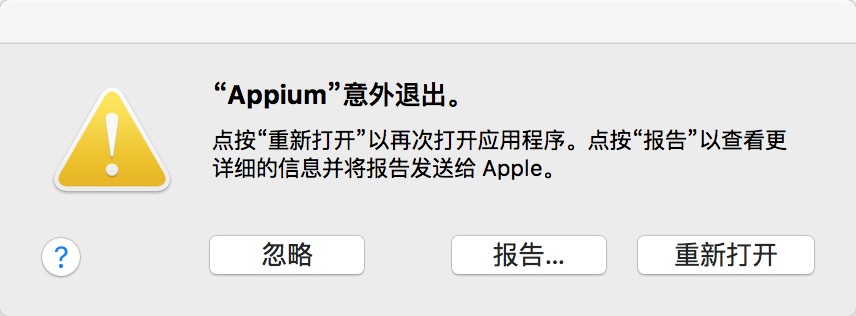 “Appium”意外退出。
点按“重新打开”以再次打开应用程序。点按“报告”以查看更
详细的信息并将报告发送给 Apple。
?
忽略
报告...
重新打开